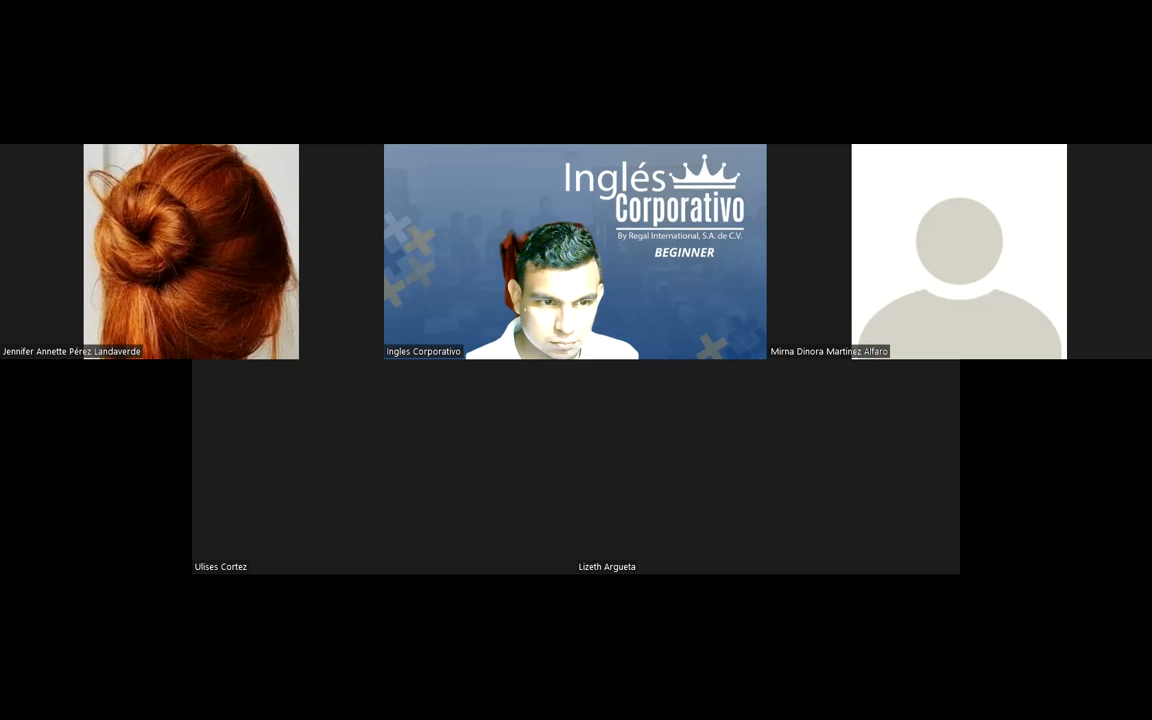 Inglés
Corporativo
By Regal International, S.A. de C.V.
BEGINNER
Jennifer Annette Pérez Landaverde
Ingles Corporativo
Mirna Dinora Martinez Alfaro
Ulises Cortez
Lizeth Argueta